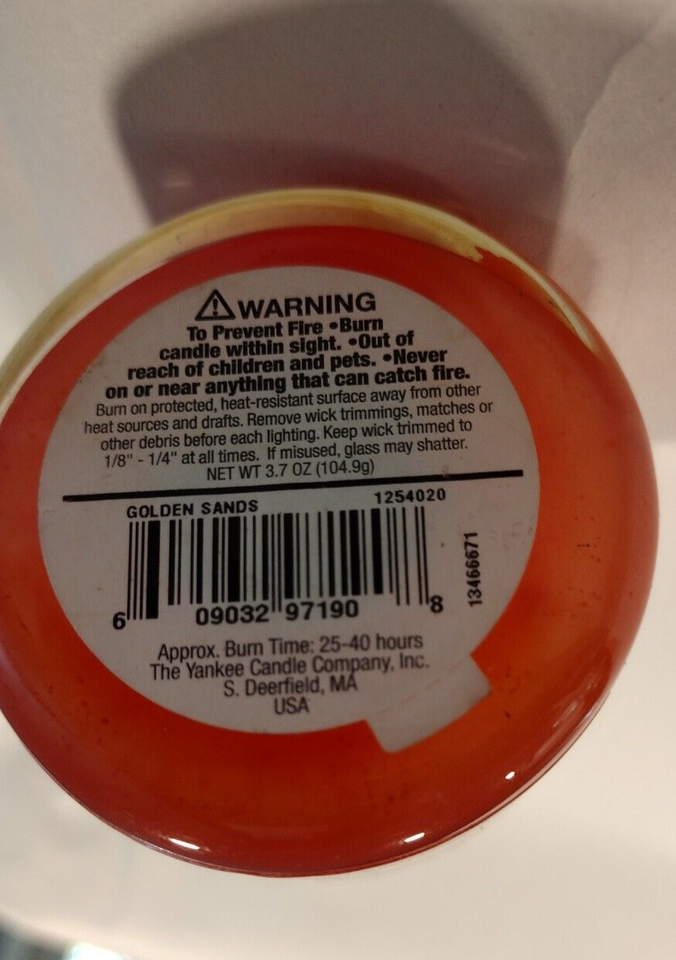 ⚠ WARNING
To Prevent Fire •Burn
candle within sight. •Out of
reach of children and pets. •Never
on or near anything that can catch fire.
Burn on protected, heat-resistant surface away from other
heat sources and drafts. Remove wick trimmings, matches or
other debris before each lighting. Keep wick trimmed to
1/8" - 1/4" at all times. If misused, glass may shatter.
NET WT 3.7 OZ (104.9g)
GOLDEN SANDS 1254020
6 09032 97190 8
13466671
Approx. Burn Time: 25-40 hours
The Yankee Candle Company, Inc.
S. Deerfield, MA
USA